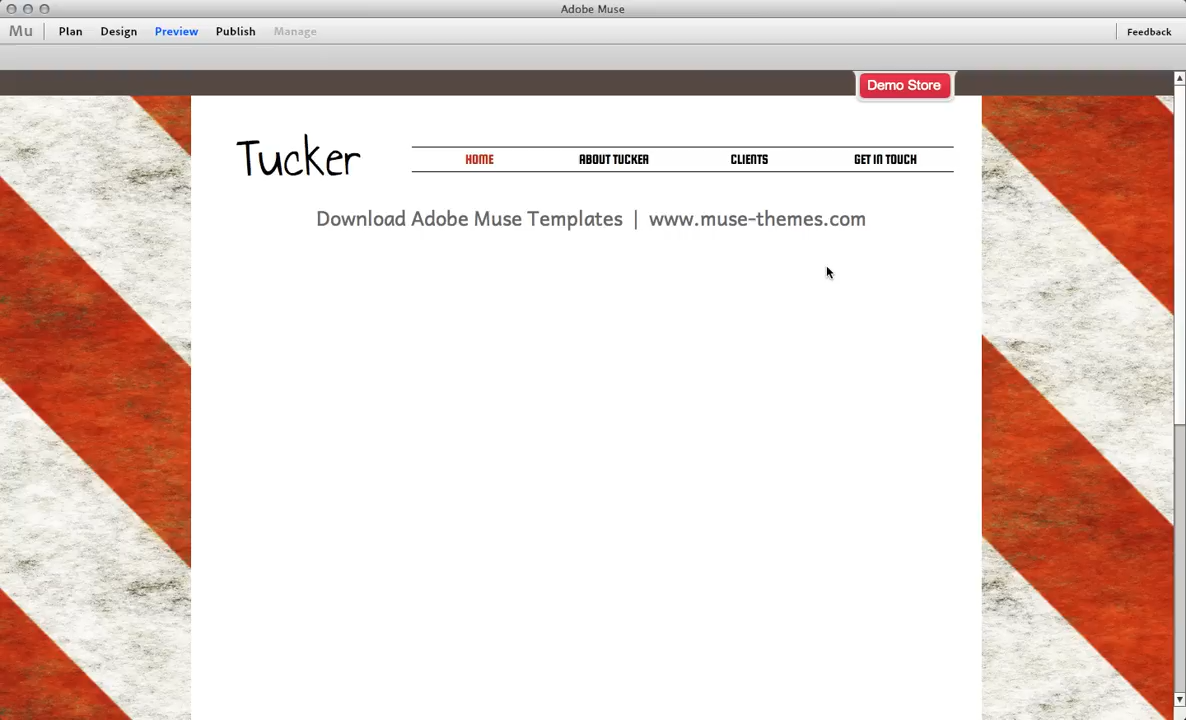 Adobe Muse
Mu Plan Design Preview Publish Manage Feedback
Demo Store
Tucker HOME ABOUT TUCKER CLIENTS GET IN TOUCH
Download Adobe Muse Templates | www.muse-themes.com